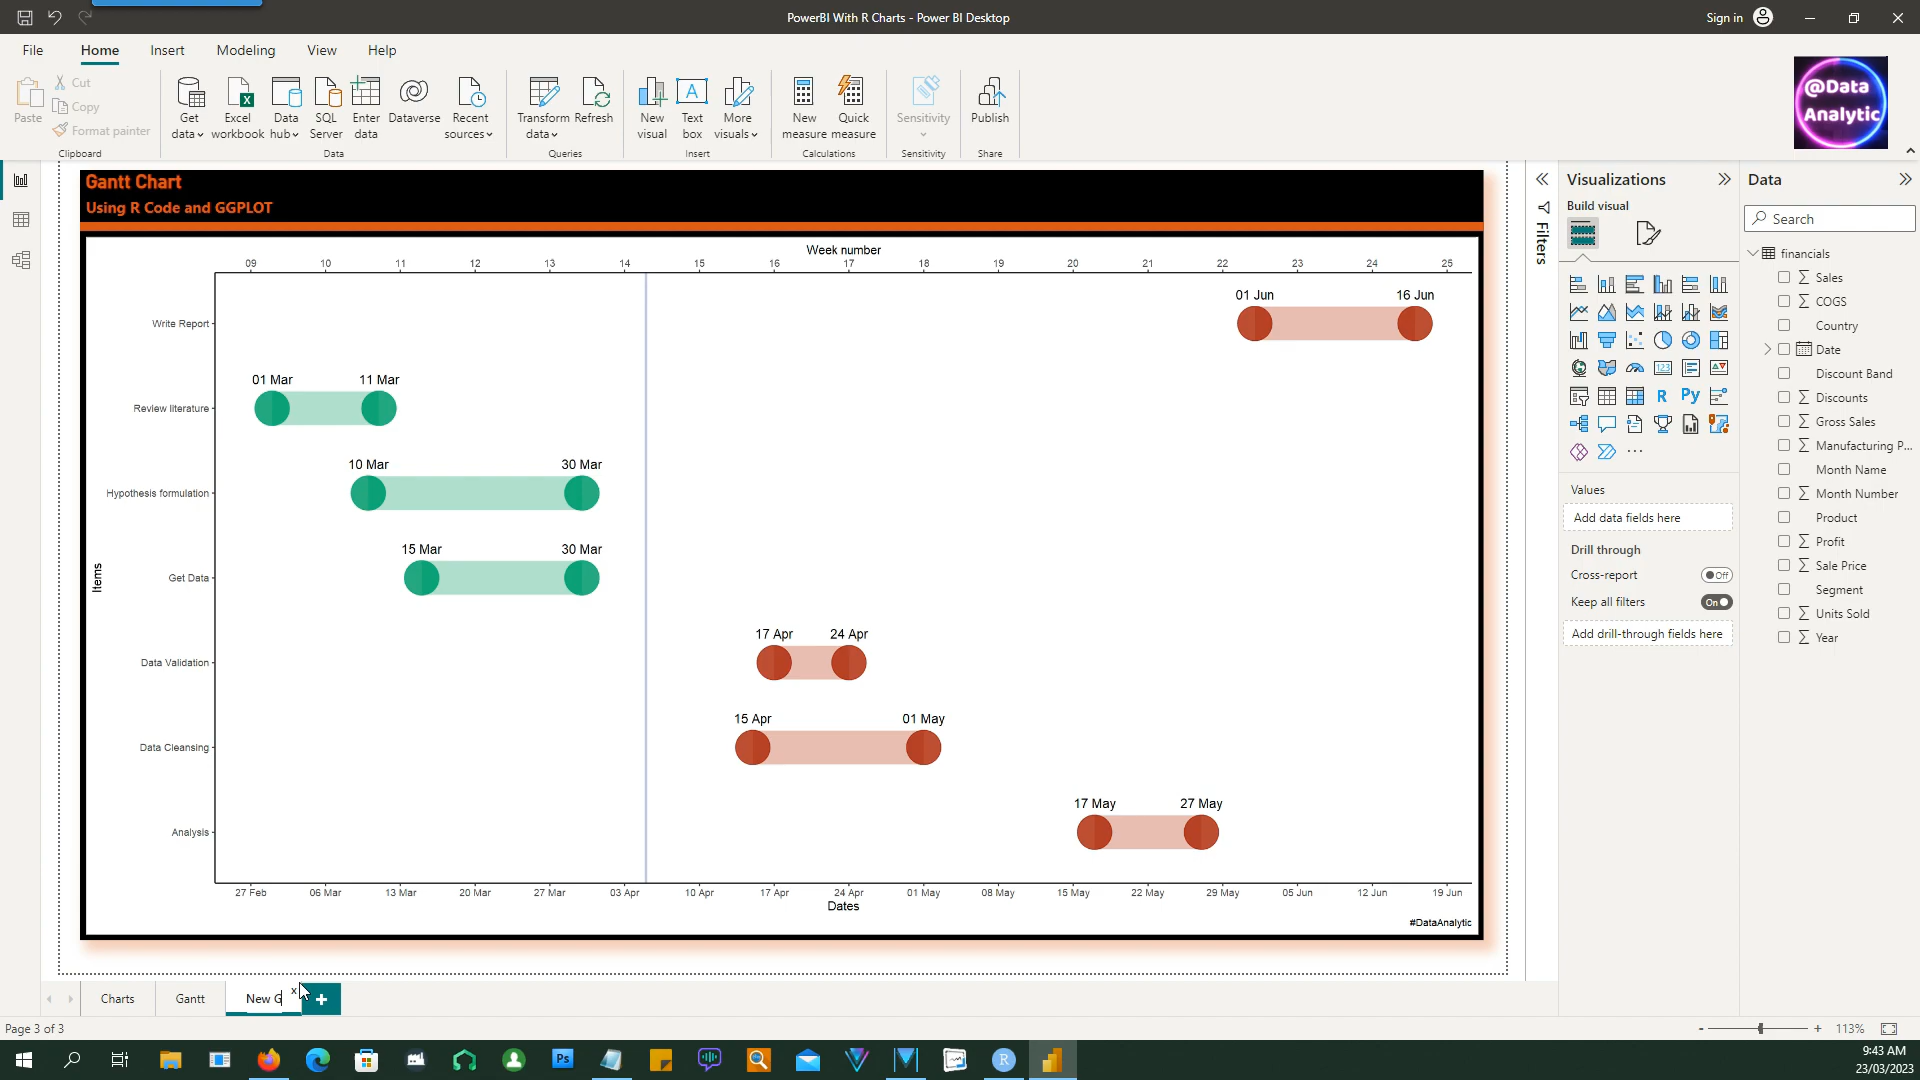 PowerBI With R Charts - Power BI Desktop
Sign in
File Home Insert Modeling View Help
Paste
Cut
Copy
Format painter
Clipboard
Get data
Excel workbook
Data hub
SQL Server
Enter data
Dataverse
Recent sources
Data
Transform data
Refresh
Queries
New visual
Text box
More visuals
Insert
New measure
Quick measure
Calculations
Sensitivity
Sensitivity
Publish
Share
@Data
Analytic
Gantt Chart
Using R Code and GGPLOT
Week number
09 10 11 12 13 14 15 16 17 18 19 20 21 22 23 24 25
01 Jun 16 Jun
Write Report
01 Mar 11 Mar
Review literature
10 Mar 30 Mar
Hypothesis formulation
15 Mar 30 Mar
Items
Get Data
17 Apr 24 Apr
Data Validation
15 Apr 01 May
Data Cleansing
17 May 27 May
Analysis
27 Feb 06 Mar 13 Mar 20 Mar 27 Mar 03 Apr 10 Apr 17 Apr 24 Apr 01 May 08 May 15 May 22 May 29 May 05 Jun 12 Jun 19 Jun
Dates
#DataAnalytic
Filters
Visualizations
Build visual
123
R
Py
Values
Add data fields here
Drill through
Cross-report
Off
Keep all filters
On
Add drill-through fields here
Data
Search
financials
Sales
COGS
Country
Date
Discount Band
Discounts
Gross Sales
Manufacturing P...
Month Name
Month Number
Product
Profit
Sale Price
Segment
Units Sold
Year
Charts Gantt New G x
Page 3 of 3
- + 113%
Ps
R
9:43 AM
23/03/2023